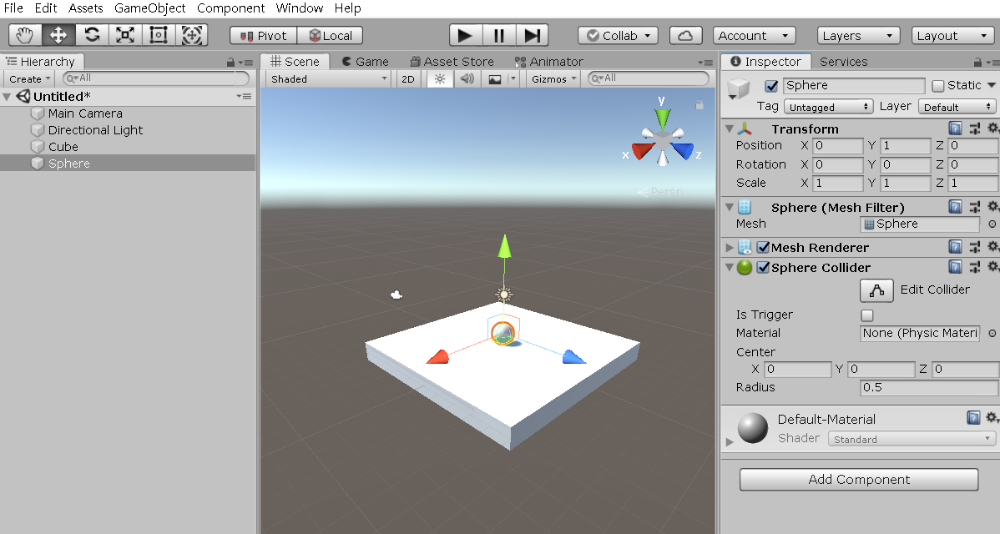 File Edit Assets GameObject Component Window Help
Pivot Local Collab Account Layers Layout
Hierarchy
Create All
Untitled*
Main Camera
Directional Light
Cube
Sphere
Scene Game Asset Store Animator
Shaded 2D Gizmos All
y
x z
Persp
Inspector Services
Sphere Static
Tag Untagged Layer Default
Transform
Position X 0 Y 1 Z 0
Rotation X 0 Y 0 Z 0
Scale X 1 Y 1 Z 1
Sphere (Mesh Filter)
Mesh Sphere
Mesh Renderer
Sphere Collider
Edit Collider
Is Trigger
Material None (Physic Materi
Center
X 0 Y 0 Z 0
Radius 0.5
Default-Material
Shader Standard
Add Component